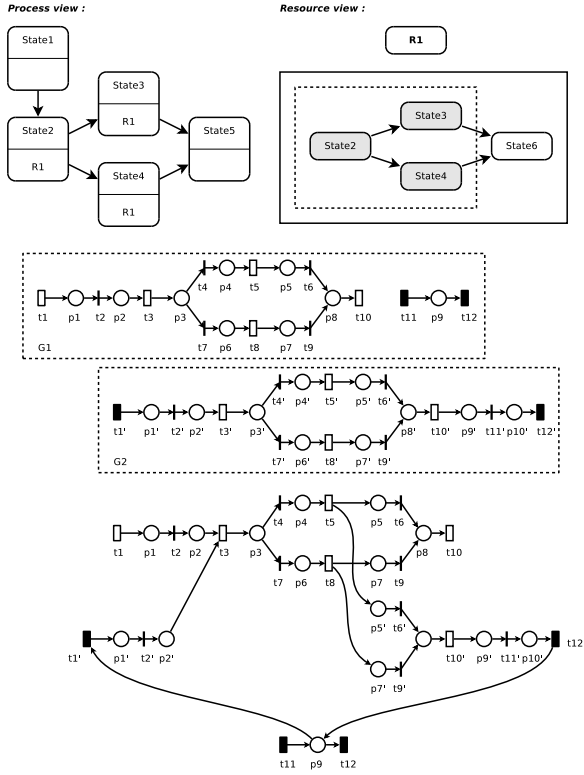 Process view :
Resource view :
State1
R1
State3
R1
State2
R1
State5
State4
R1
State3
State2
State6
State4
t4 p4 t5 p5 t6
t1 p1 t2 p2 t3 p3 p8 t10 t11 p9 t12
G1 t7 p6 t8 p7 t9
t4' p4' t5' p5' t6'
t1' p1' t2' p2' t3' p3' p8' t10' p9' t11' p10' t12'
G2 t7' p6' t8' p7' t9'
t4 p4 t5 p5 t6
t1 p1 t2 p2 t3 p3 p8 t10
t7 p6 t8 p7 t9
p5' t6'
t1' p1' t2' p2' t10' p9' t11' p10' t12
p7' t9'
t11 p9 t12